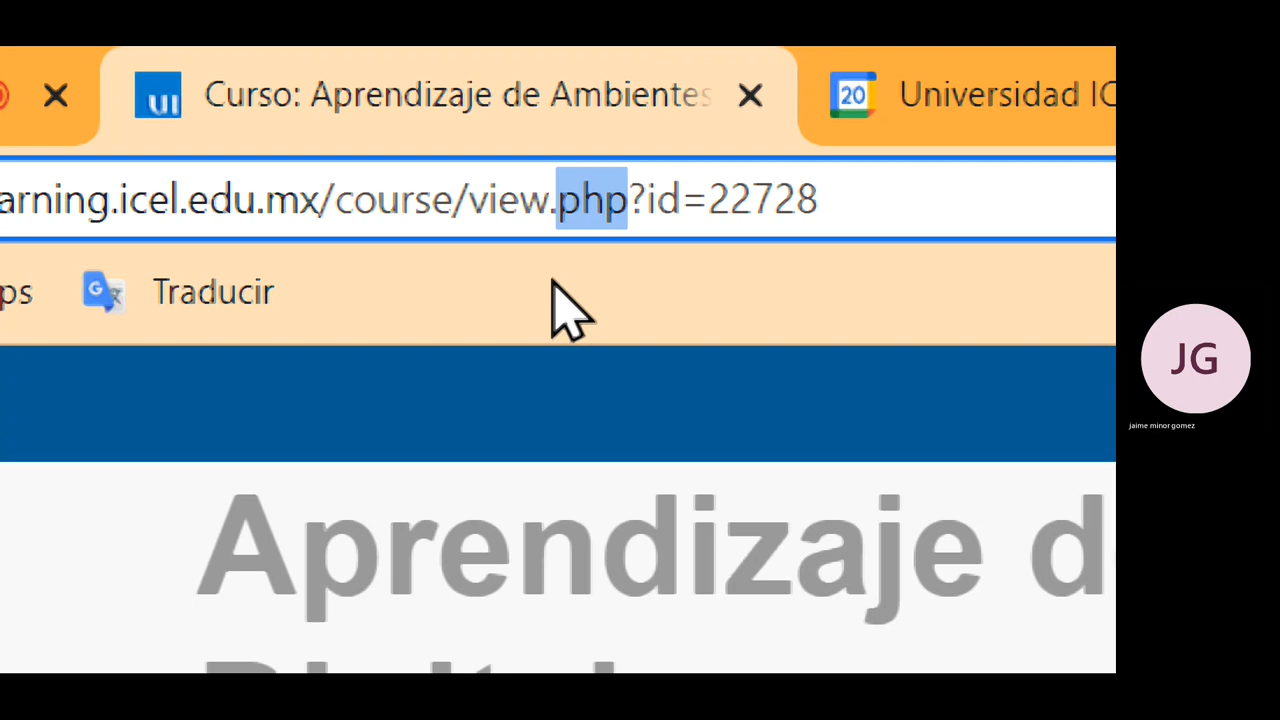 Curso: Aprendizaje de Ambientes
20
Universidad IC
arning.icel.edu.mx/course/view.php?id=22728
ps
Traducir
Aprendizaje d
JG
jaime minor gomez